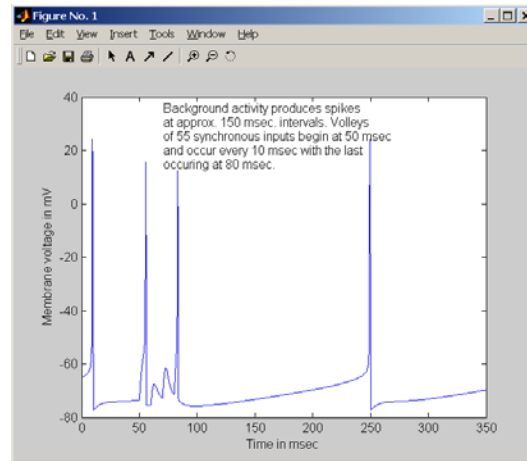 Figure No. 1
File Edit View Insert Tools Window Help
A
Background activity produces spikes
at approx. 150 msec. intervals. Volleys
of 55 synchronous inputs begin at 50 msec
and occur every 10 msec with the last
occuring at 80 msec.
Membrane voltage in mV
40
20
0
-20
-40
-60
-80
0 50 100 150 200 250 300 350
Time in msec